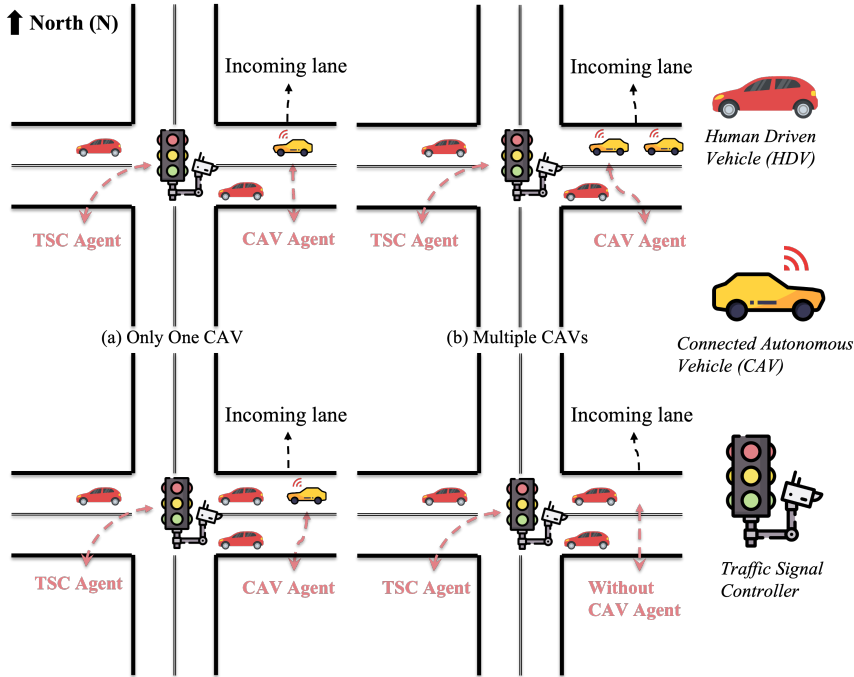 North (N)
Incoming lane
Incoming lane
Human Driven
Vehicle (HDV)
TSC Agent
CAV Agent
TSC Agent
CAV Agent
(a) Only One CAV
(b) Multiple CAVs
Connected Autonomous
Vehicle (CAV)
Incoming lane
Incoming lane
TSC Agent
CAV Agent
TSC Agent
Without
CAV Agent
Traffic Signal
Controller